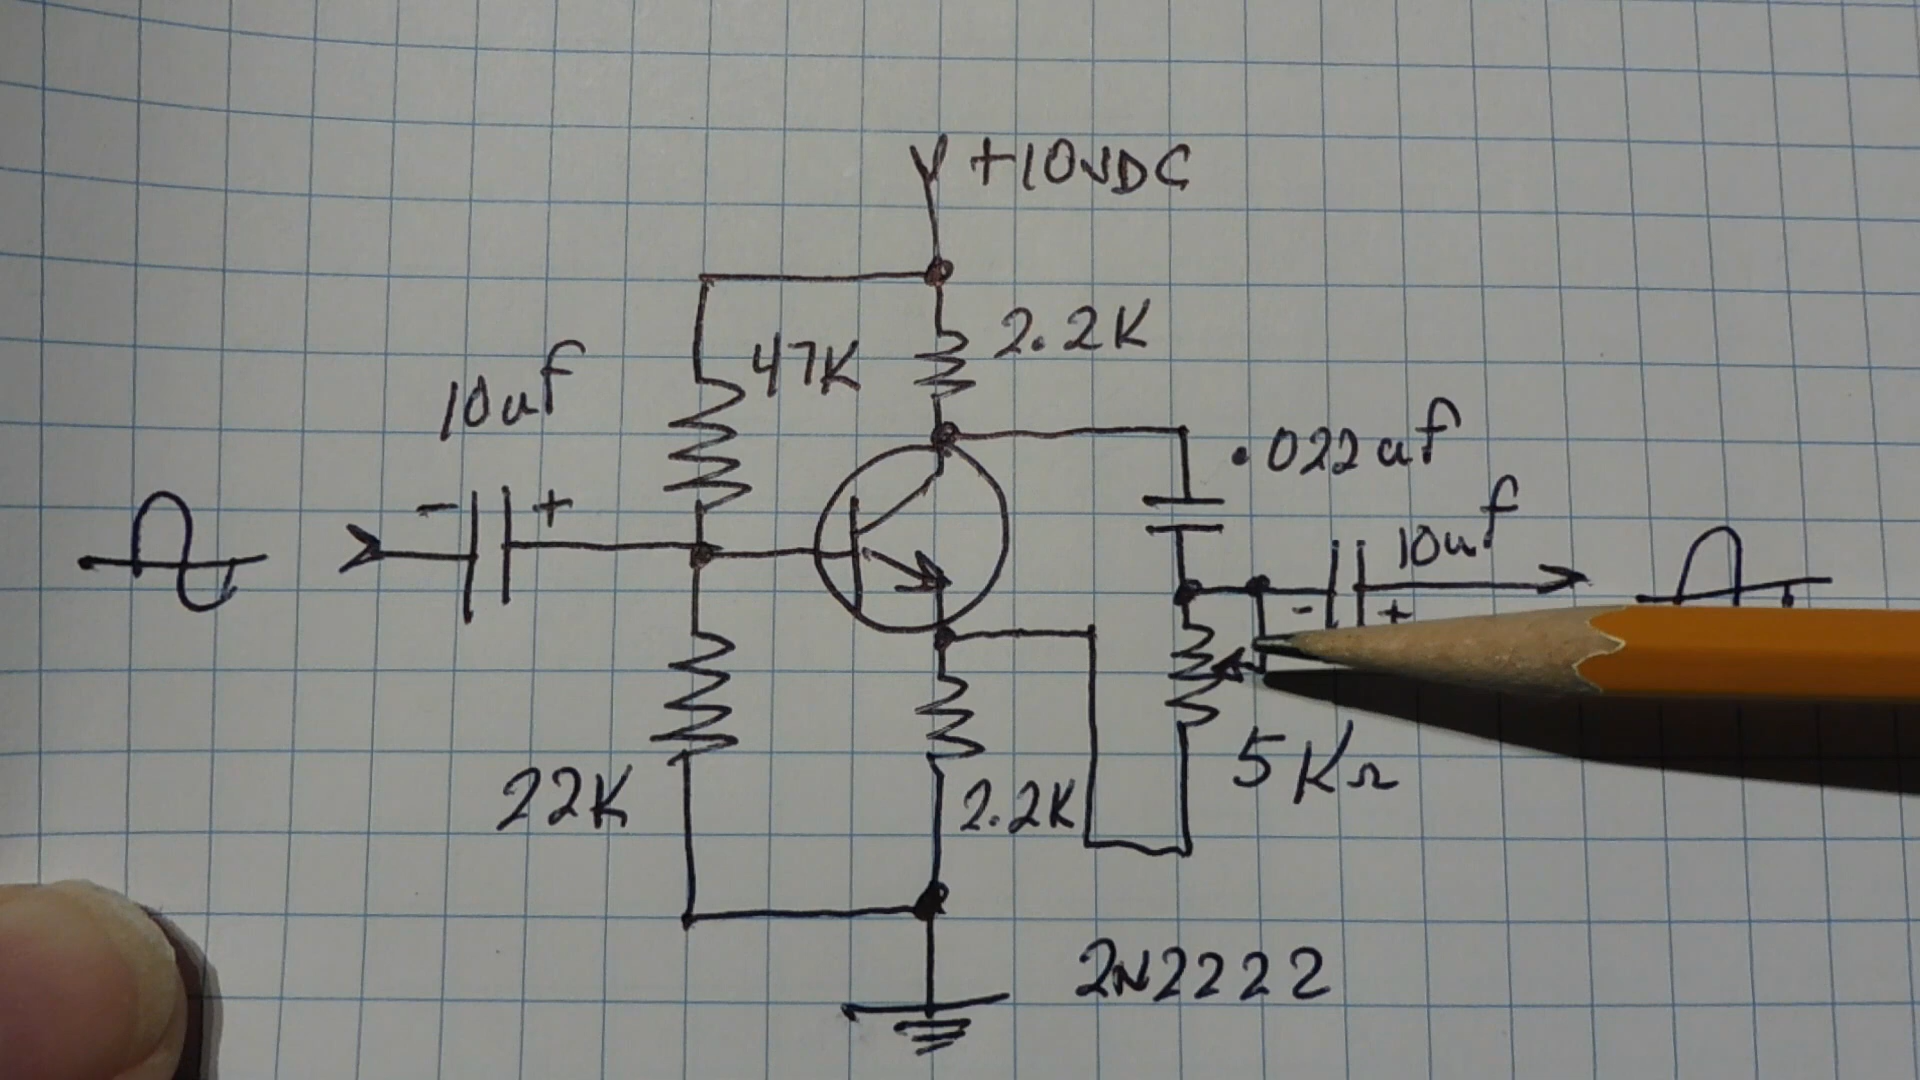 +10VDC
2.2K
47K
10uf
.022uf
- +
10uf
- +
5KΩ
22K
2.2K
2N2222